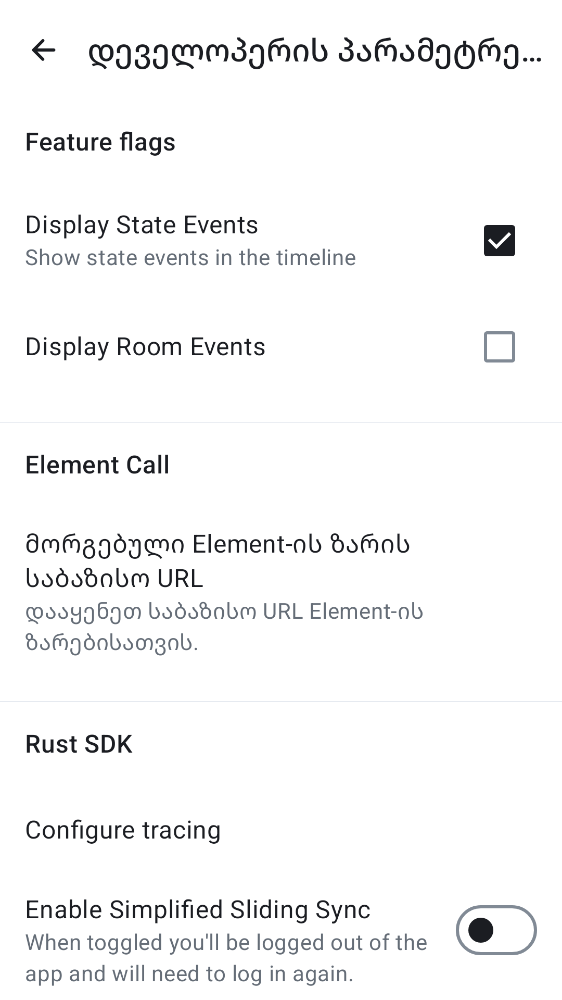 დეველოპერის პარამეტრე...
Feature flags
Display State Events
Show state events in the timeline
Display Room Events
Element Call
მორგებული Element-ის ზარის
საბაზისო URL
დააყენეთ საბაზისო URL Element-ის
ზარებისათვის.
Rust SDK
Configure tracing
Enable Simplified Sliding Sync
When toggled you'll be logged out of the
app and will need to log in again.